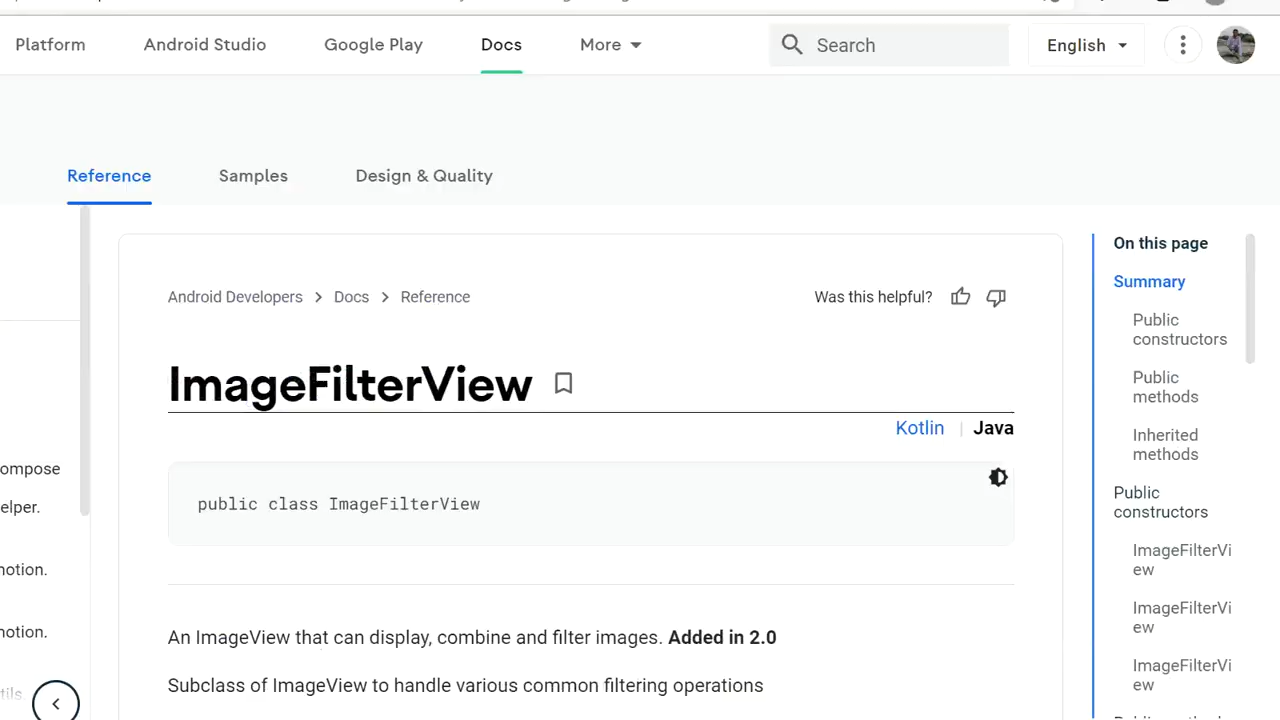 Platform
Android Studio
Google Play
Docs
More
Search
English
Reference
Samples
Design & Quality
ompose
elper.
notion.
notion.
tils.
Android Developers > Docs > Reference
Was this helpful?
ImageFilterView
Kotlin | Java
public class ImageFilterView
An ImageView that can display, combine and filter images. Added in 2.0
Subclass of ImageView to handle various common filtering operations
On this page
Summary
Public
constructors
Public
methods
Inherited
methods
Public
constructors
ImageFilterVi
ew
ImageFilterVi
ew
ImageFilterVi
ew